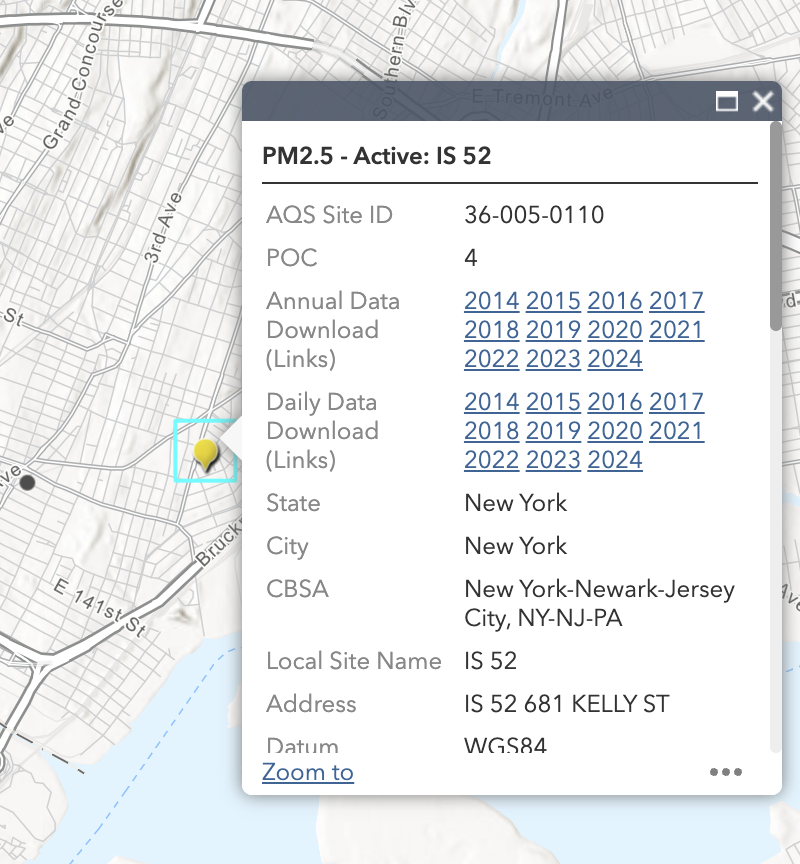 Grand Concourse
Southern Blv
E Tremont Ave
3rd Ave
St
Ave
Bruck
E 141st St
PM2.5 - Active: IS 52
AQS Site ID 36-005-0110
POC 4
Annual Data 2014 2015 2016 2017
Download 2018 2019 2020 2021
(Links) 2022 2023 2024
Daily Data 2014 2015 2016 2017
Download 2018 2019 2020 2021
(Links) 2022 2023 2024
State New York
City New York
CBSA New York-Newark-Jersey
City, NY-NJ-PA
Local Site Name IS 52
Address IS 52 681 KELLY ST
Datum WGS84
Zoom to